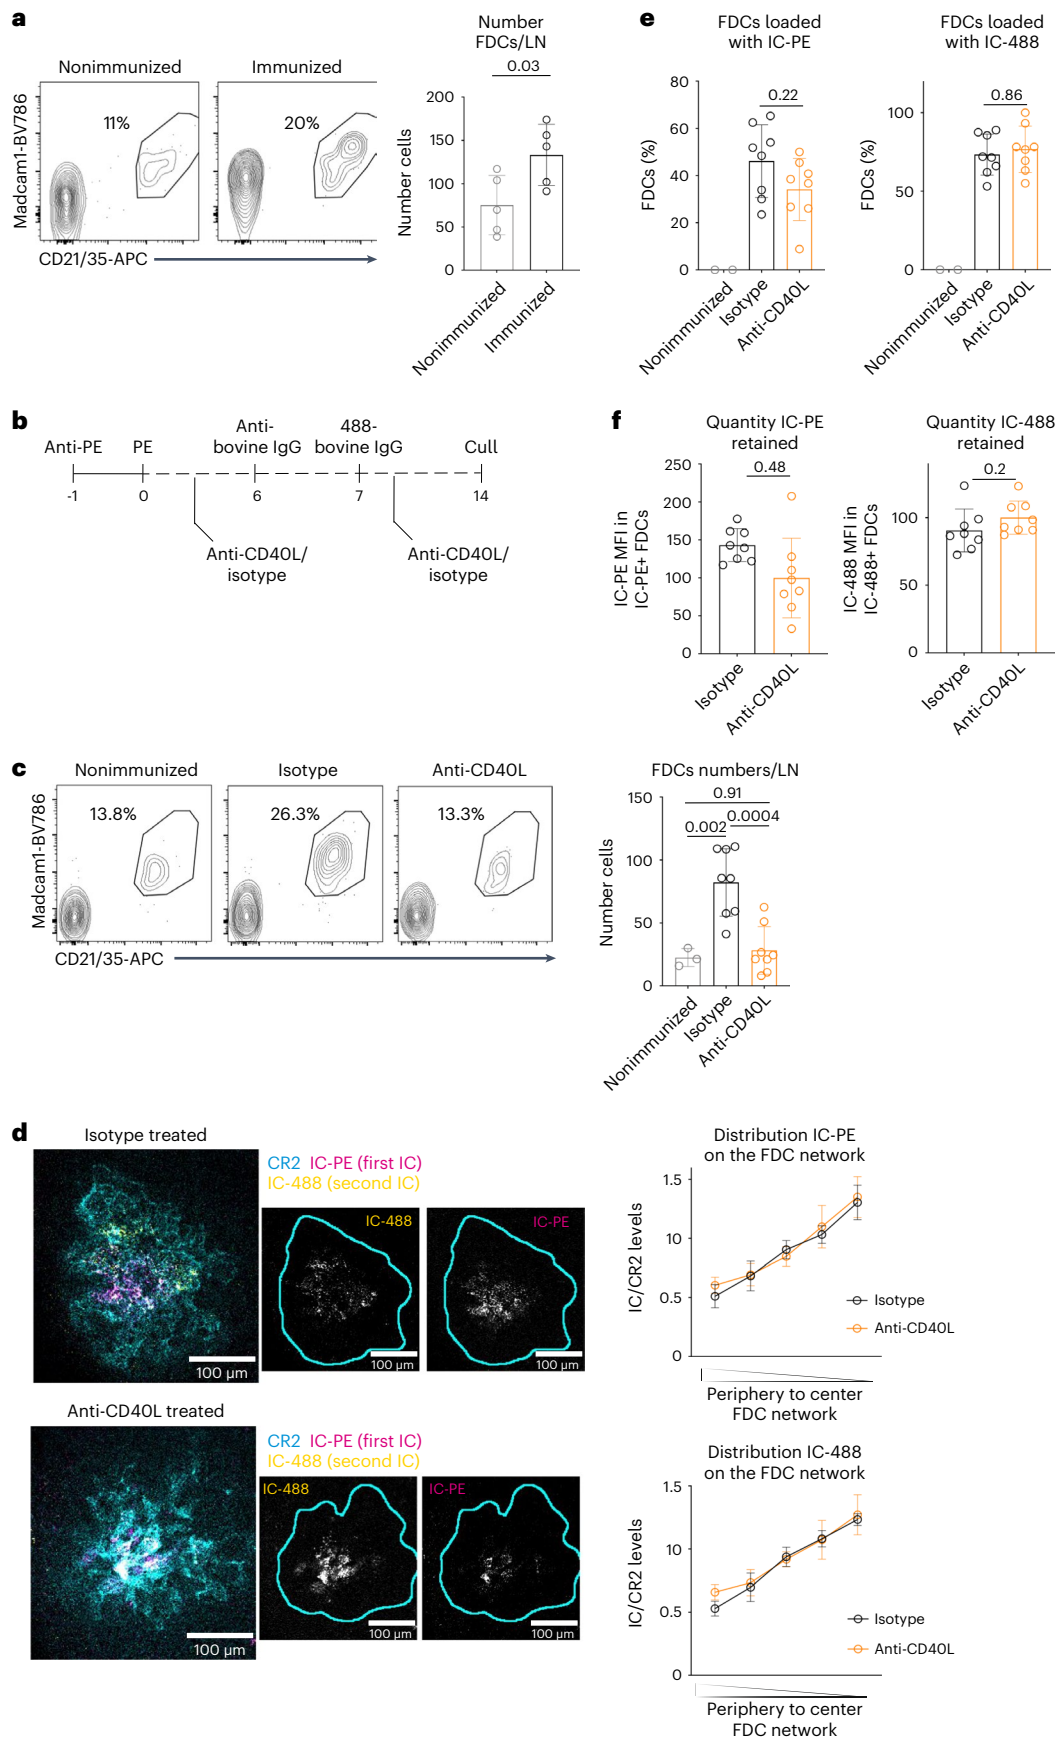 a
Number
FDCs/LN
Nonimmunized
Immunized
0.03
11%
20%
Madcam1-BV786
CD21/35-APC
Number cells
200
150
100
50
0
Nonimmunized
Immunized
b
Anti-PE
PE
Anti-
bovine IgG
488-
bovine IgG
Cull
-1
0
6
7
14
Anti-CD40L/
isotype
Anti-CD40L/
isotype
c
Nonimmunized
Isotype
Anti-CD40L
13.8%
26.3%
13.3%
Madcam1-BV786
CD21/35-APC
FDCs numbers/LN
0.91
0.002
0.0004
Number cells
150
100
50
0
Nonimmunized
Isotype
Anti-CD40L
d
Isotype treated
CR2 IC-PE (first IC)
IC-488 (second IC)
IC-488
IC-PE
100 µm
100 µm
100 µm
Anti-CD40L treated
CR2 IC-PE (first IC)
IC-488 (second IC)
IC-488
IC-PE
100 µm
100 µm
100 µm
Distribution IC-PE
on the FDC network
IC/CR2 levels
1.5
10
0.5
0
Isotype
Anti-CD40L
Periphery to center
FDC network
Distribution IC-488
on the FDC network
IC/CR2 levels
1.5
10
0.5
0
Isotype
Anti-CD40L
Periphery to center
FDC network
e
FDCs loaded
with IC-PE
0.22
FDCs (%)
80
60
40
20
0
Nonimmunized
Isotype
Anti-CD40L
FDCs loaded
with IC-488
0.86
FDCs (%)
100
50
0
Nonimmunized
Isotype
Anti-CD40L
f
Quantity IC-PE
retained
0.48
IC-PE MFI in
IC-PE+ FDCs
250
200
150
100
50
0
Isotype
Anti-CD40L
Quantity IC-488
retained
0.2
IC-488 MFI in
IC-488+ FDCs
100
50
0
Isotype
Anti-CD40L